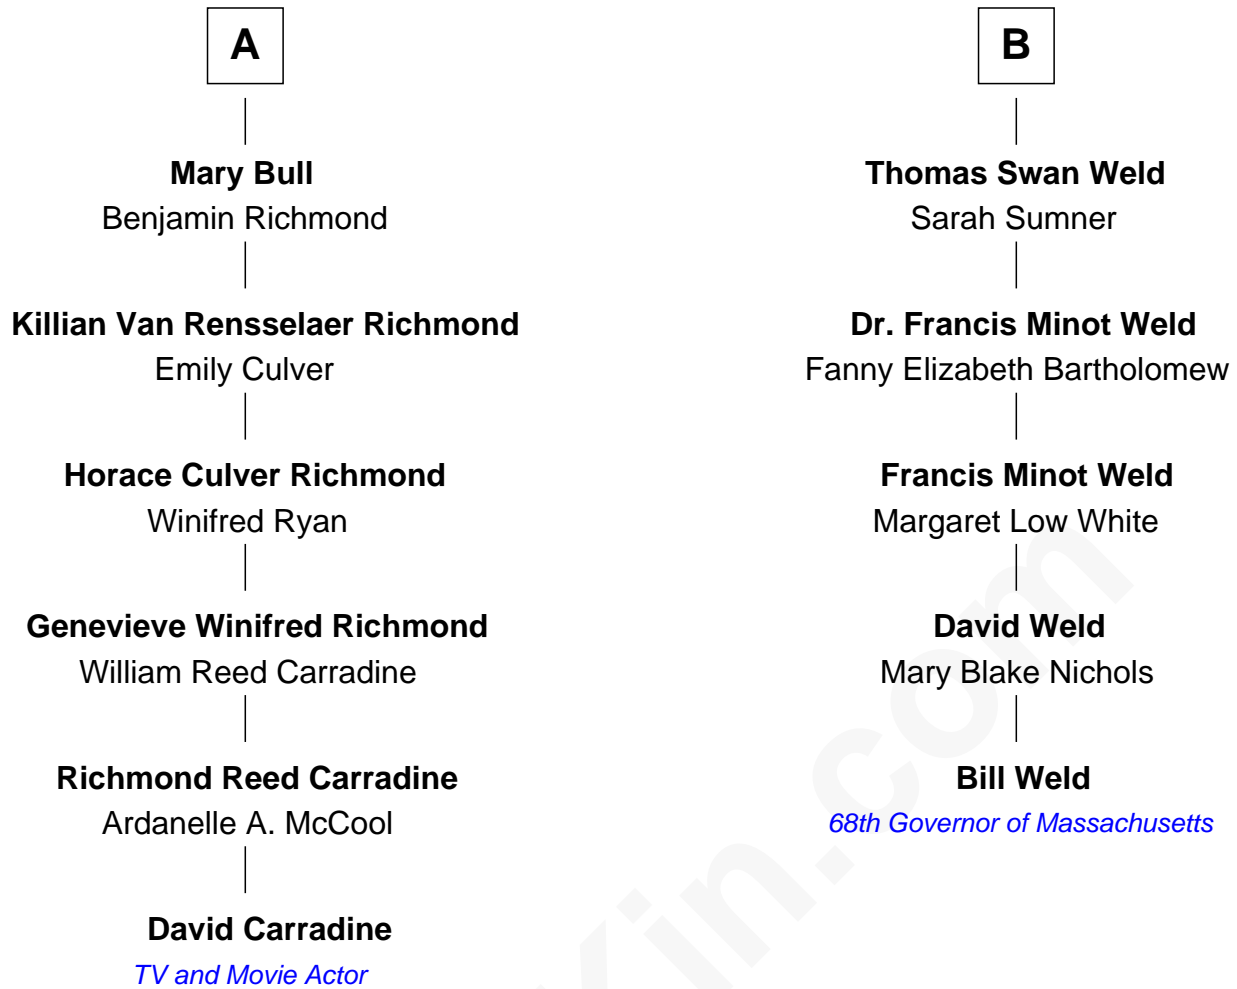 A
Mary Bull
Benjamin Richmond
Killian Van Rensselaer Richmond
Emily Culver
Horace Culver Richmond
Winifred Ryan
Genevieve Winifred Richmond
William Reed Carradine
Richmond Reed Carradine
Ardanelle A. McCool
David Carradine
TV and Movie Actor
B
Thomas Swan Weld
Sarah Sumner
Dr. Francis Minot Weld
Fanny Elizabeth Bartholomew
Francis Minot Weld
Margaret Low White
David Weld
Mary Blake Nichols
Bill Weld
68th Governor of Massachusetts
Kin.com